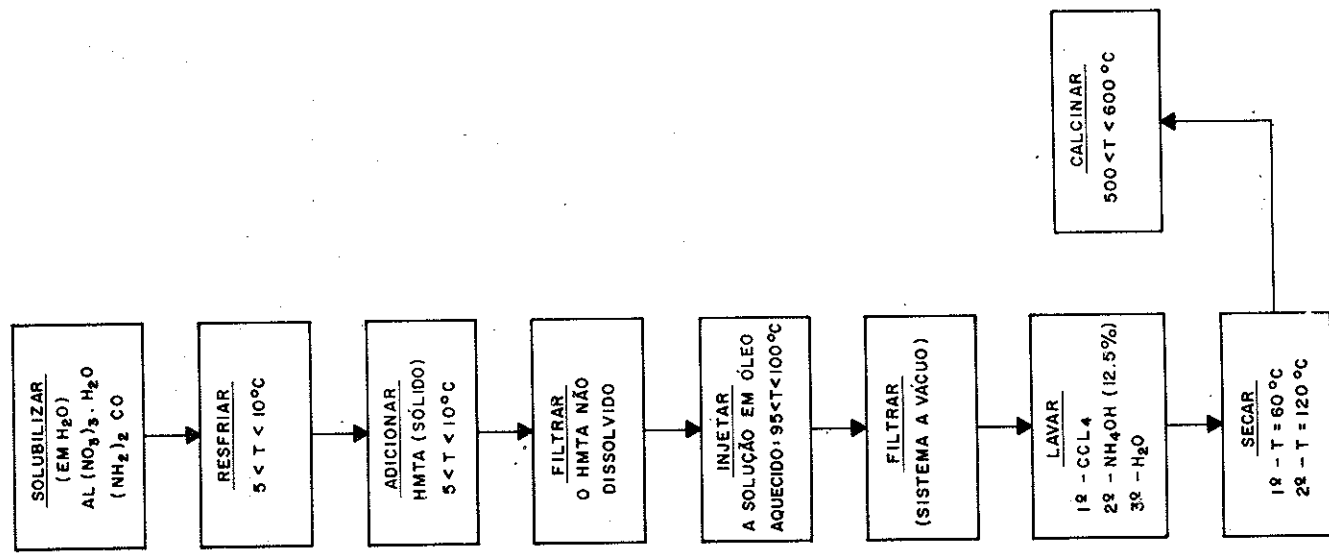 SOLUBILIZAR
(EM H₂O)
AL (NO₃)₃ · H₂O
(NH₂)₂ CO
RESFRIAR
5 < T < 10°C
ADICIONAR
HMTA (SÓLIDO)
5 < T < 10°C
FILTRAR
O HMTA NÃO
DISSOLVIDO
INJETAR
A SOLUÇÃO EM ÓLEO
AQUECIDO: 95<T<100°C
FILTRAR
(SISTEMA A VÁCUO)
LAVAR
1º - CCL₄
2º - NH₄OH (12.5%)
3º - H₂O
SECAR
1º - T = 60°C
2º - T = 120°C
CALCINAR
500 < T < 600°C